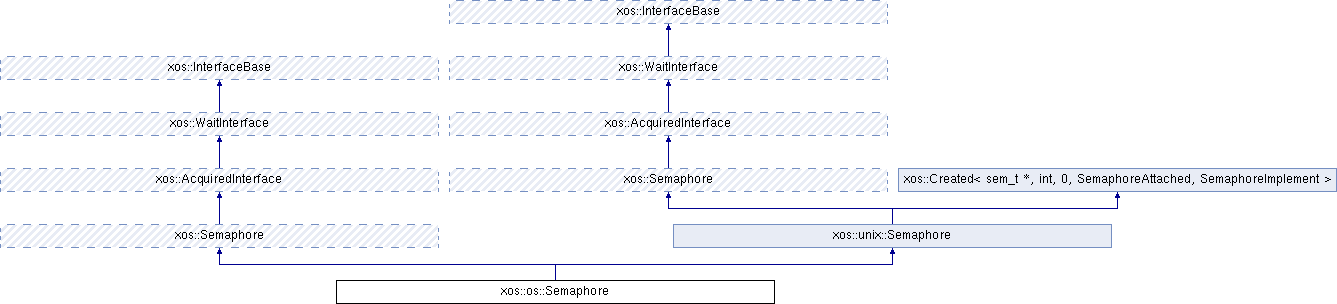 xos::InterfaceBase
xos::InterfaceBase
xos::WaitInterface
xos::WaitInterface
xos::AcquiredInterface
xos::AcquiredInterface
xos::Semaphore
xos::Created< sem_t *, int, 0, SemaphoreAttached, SemaphoreImplement >
xos::Semaphore
xos::unix::Semaphore
xos::os::Semaphore